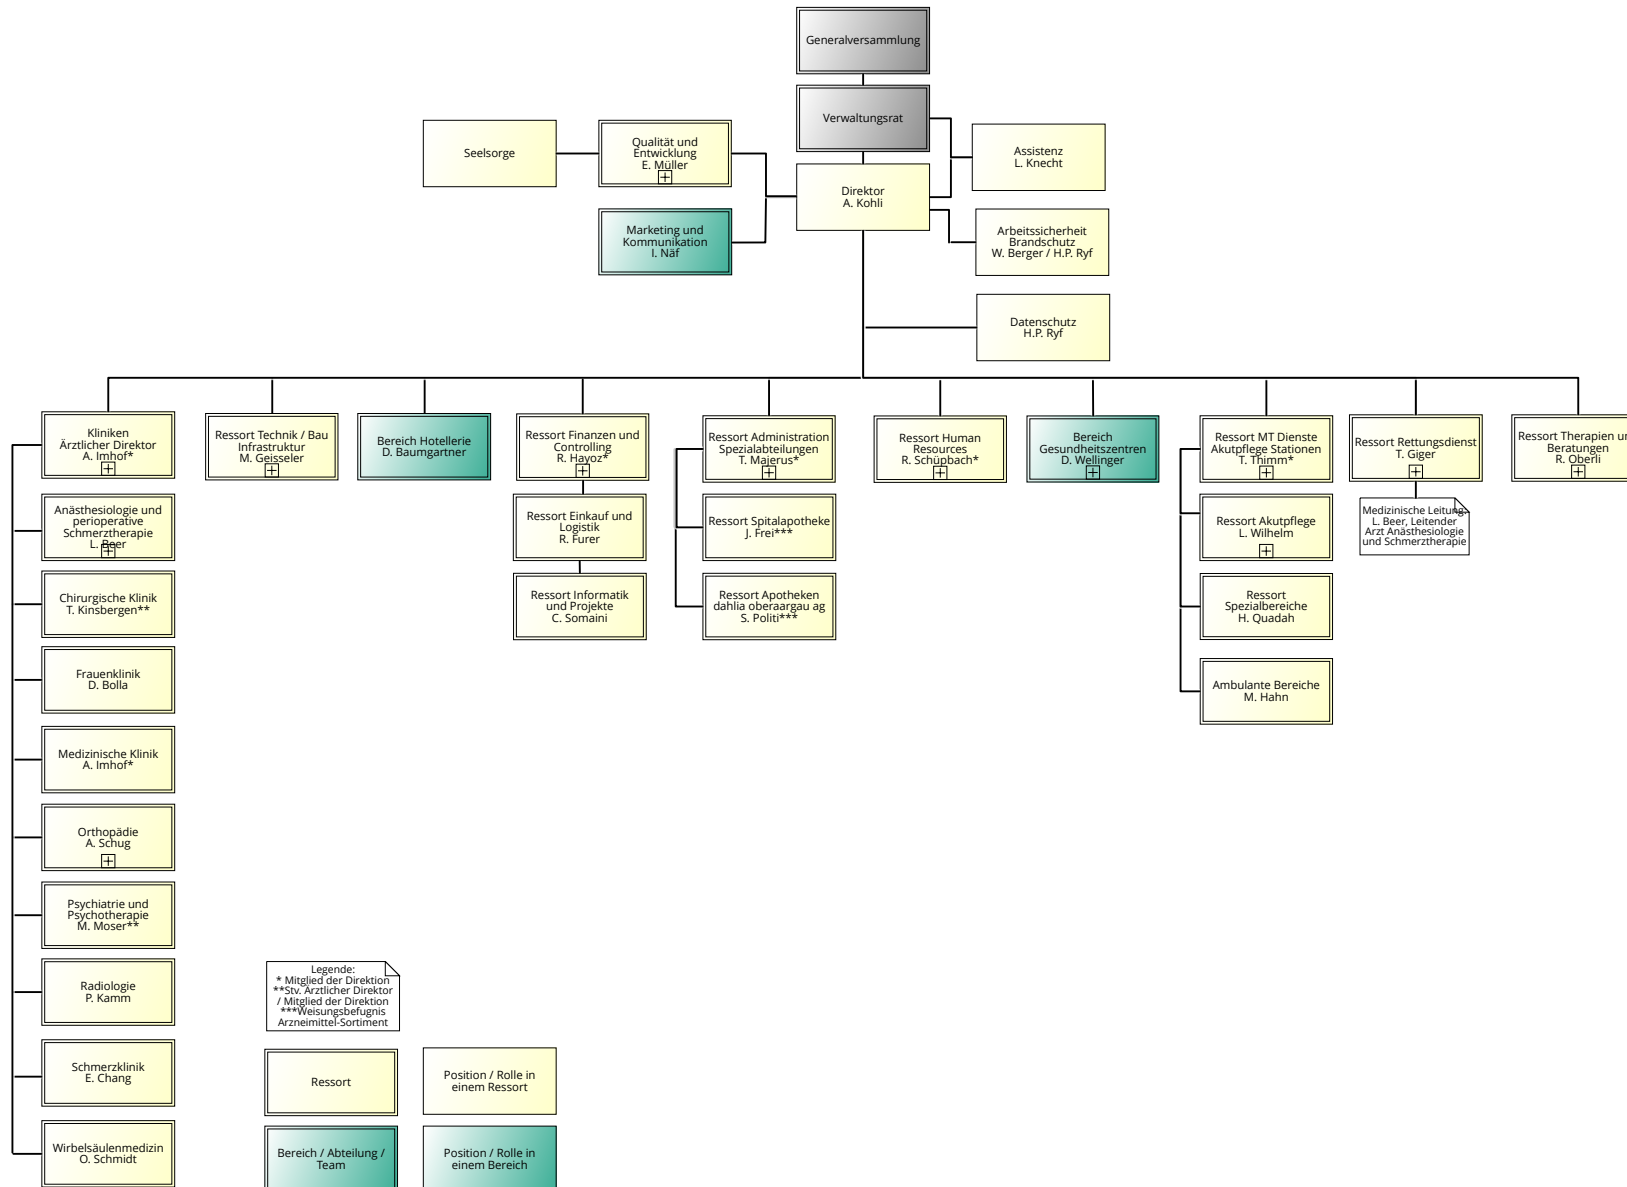 Generalversammlung
Verwaltungsrat
Seelsorge
Qualität und
Entwicklung
E. Müller
Assistenz
L. Knecht
Direktor
A. Kohli
Marketing und
Kommunikation
I. Näf
Arbeitssicherheit
Brandschutz
W. Berger / H.P. Ryf
Datenschutz
H.P. Ryf
Kliniken
Ärztlicher Direktor
A. Imhof*
Ressort Technik / Bau
Infrastruktur
M. Geisseler
Bereich Hotellerie
D. Baumgartner
Ressort Finanzen und
Controlling
R. Hayoz*
Ressort Administration
Spezialabteilungen
T. Majerus*
Ressort Human
Resources
R. Schüpbach*
Bereich
Gesundheitszentren
D. Wellinger
Ressort MT Dienste
Akutpflege Stationen
T. Thimm*
Ressort Rettungsdienst
T. Giger
Ressort Therapien
Beratungen
R. Oberli
Anästhesiologie und
perioperative
Schmerztherapie
L. Beer
Ressort Einkauf und
Logistik
R. Furer
Ressort Spitalapotheke
J. Frei***
Ressort Akutpflege
L. Wilhelm
Medizinische Leitung:
L. Beer, Leitender
Arzt Anästhesiologie
und Schmerztherapie
Chirurgische Klinik
T. Kinsbergen**
Ressort Informatik
und Projekte
C. Somaini
Ressort Apotheken
dahlia oberaargau ag
S. Politi***
Ressort
Spezialbereiche
H. Quadah
Frauenklinik
D. Bolla
Ambulante Bereiche
M. Hahn
Medizinische Klinik
A. Imhof*
Orthopädie
A. Schug
Psychiatrie und
Psychotherapie
M. Moser**
Radiologie
P. Kamm
Legende:
* Mitglied der Direktion
**Stv. Ärztlicher Direktor
/ Mitglied der Direktion
***Weisungsbefugnis
Arzneimittel-Sortiment
Schmerzklinik
E. Chang
Ressort
Position / Rolle in
einem Ressort
Wirbelsäulenmedizin
O. Schmidt
Bereich / Abteilung /
Team
Position / Rolle in
einem Bereich